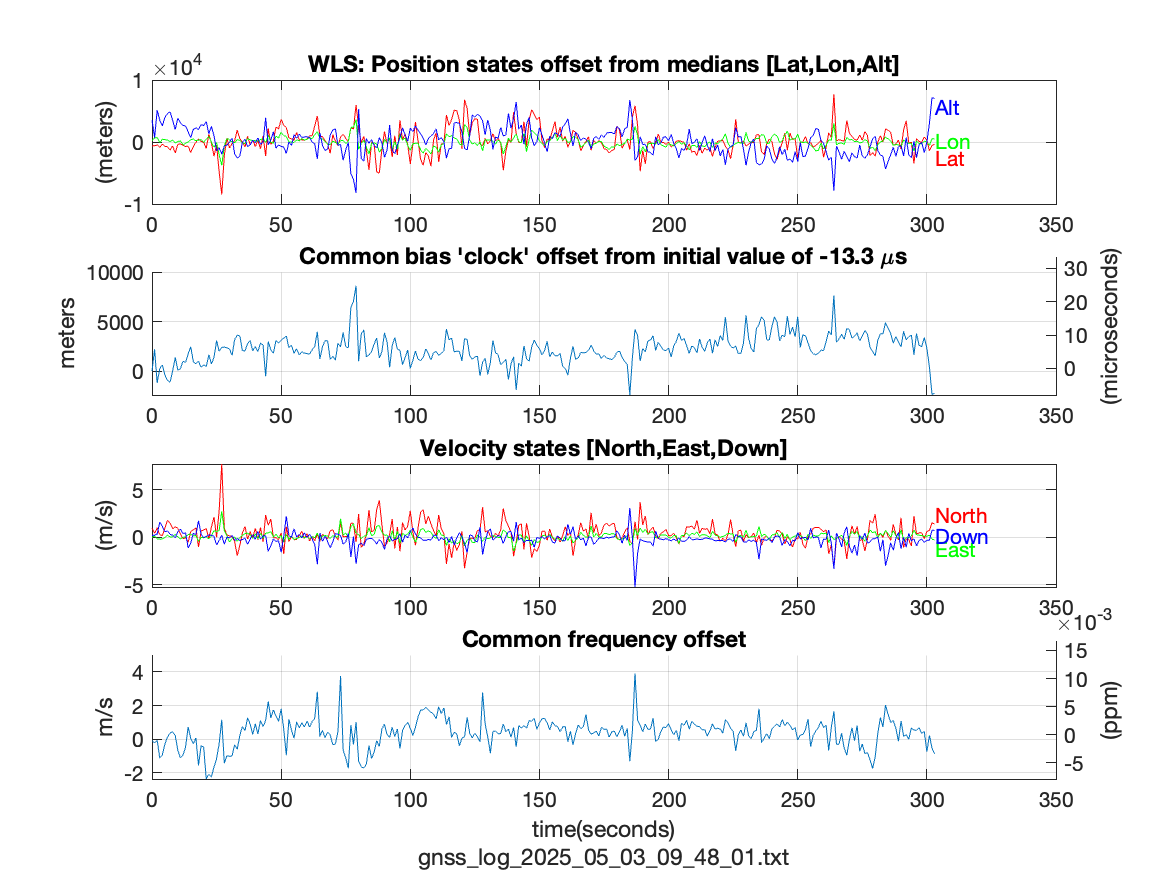 ×10⁴
WLS: Position states offset from medians [Lat,Lon,Alt]
(meters)
1
0
-1
Alt
Lon
Lat
0 50 100 150 200 250 300 350
Common bias 'clock' offset from initial value of -13.3 μs
meters
10000
5000
0
30
20
10
0
(microseconds)
0 50 100 150 200 250 300 350
Velocity states [North,East,Down]
(m/s)
5
0
-5
North
Down
East
0 50 100 150 200 250 300 350
×10⁻³
Common frequency offset
m/s
4
2
0
-2
15
10
5
0
-5
(ppm)
0 50 100 150 200 250 300 350
time(seconds)
gnss_log_2025_05_03_09_48_01.txt